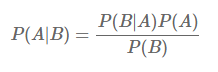 P(A|B) = P(B|A)P(A) / P(B)